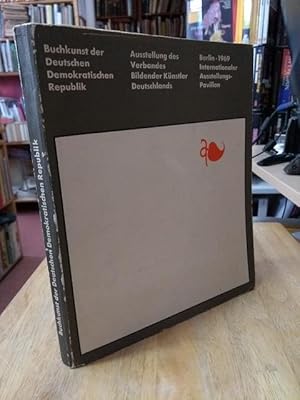 Buchkunst der
Deutschen
Demokratischen
Republik
Ausstellung des
Verbandes
Bildender Künstler
Deutschlands
Berlin · 1969
Internationaler
Ausstellungs-
Pavillon
Buchkunst der Deutschen Demokratischen Republik